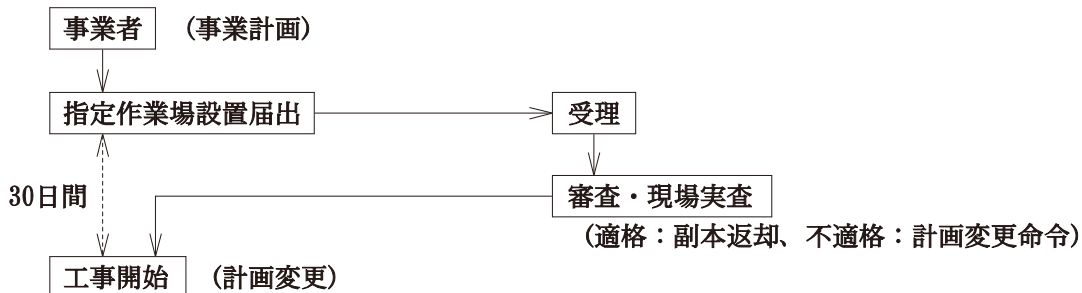 事業者 (事業計画)
指定作業場設置届出 受理
30日間 審査・現場実査
(適格：副本返却、不適格：計画変更命令)
工事開始 (計画変更)